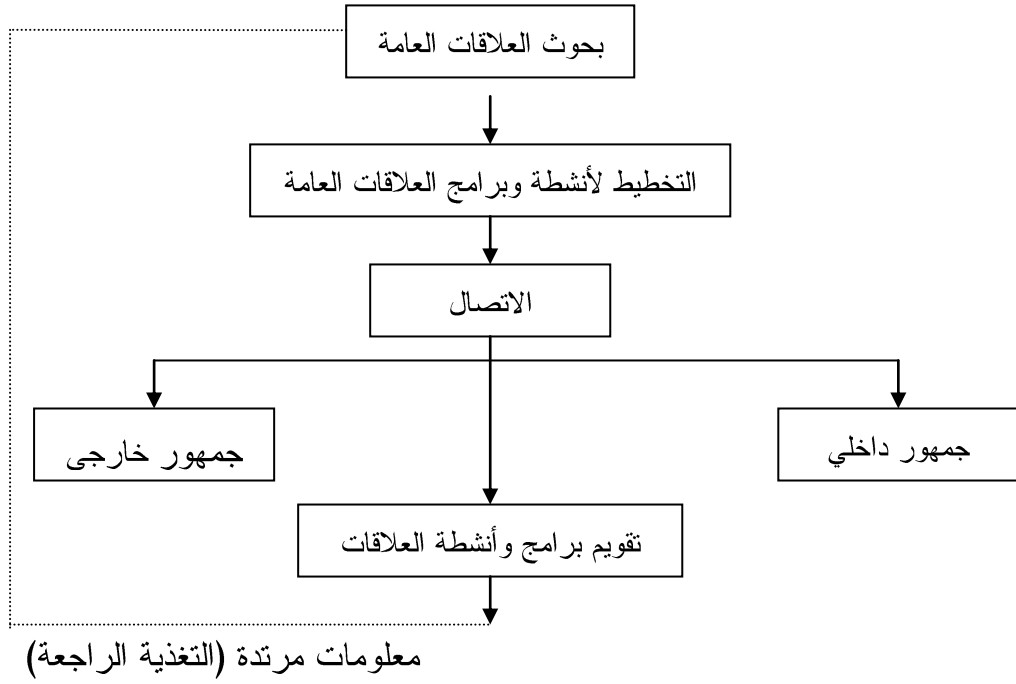 بحوث العلاقات العامة
التخطيط لأنشطة وبرامج العلاقات العامة
الاتصال
جمهور داخلي
جمهور خارجى
تقويم برامج وأنشطة العلاقات
معلومات مرتدة (التغذية الراجعة)